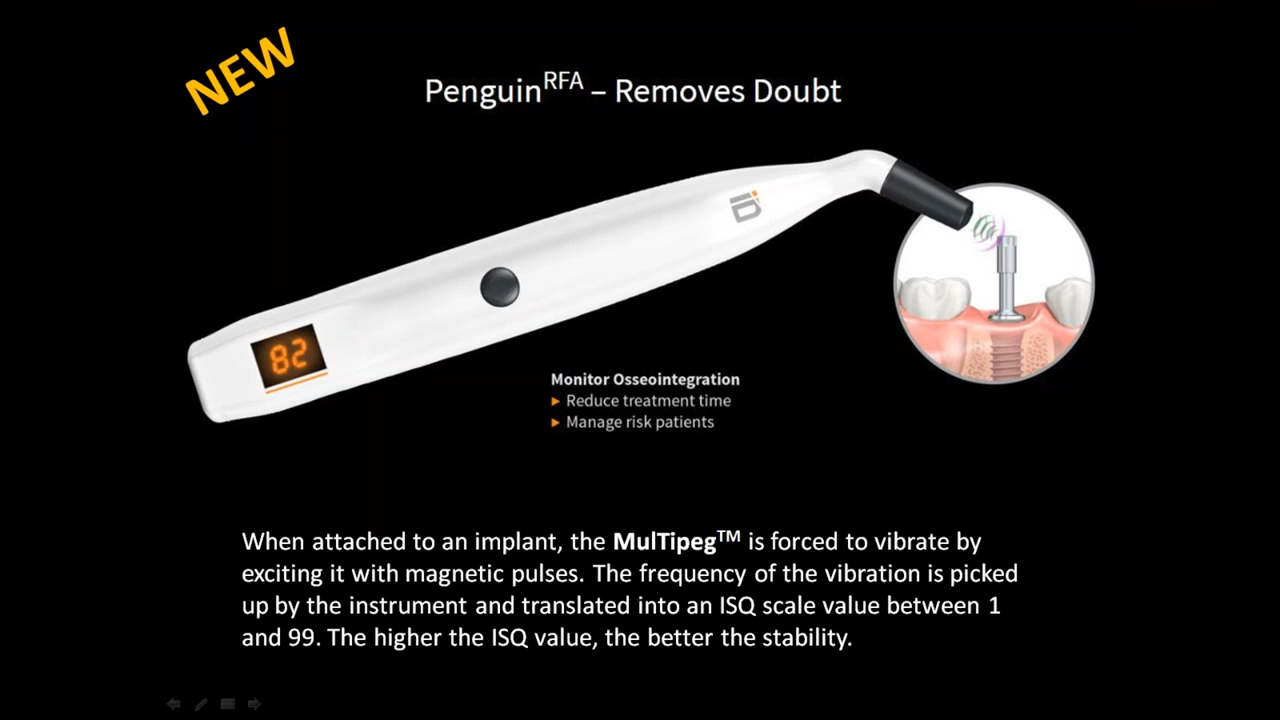 NEW
Penguin^RFA – Removes Doubt
82
Monitor Osseointegration
► Reduce treatment time
► Manage risk patients
When attached to an implant, the MulTipeg™ is forced to vibrate by
exciting it with magnetic pulses. The frequency of the vibration is picked
up by the instrument and translated into an ISQ scale value between 1
and 99. The higher the ISQ value, the better the stability.